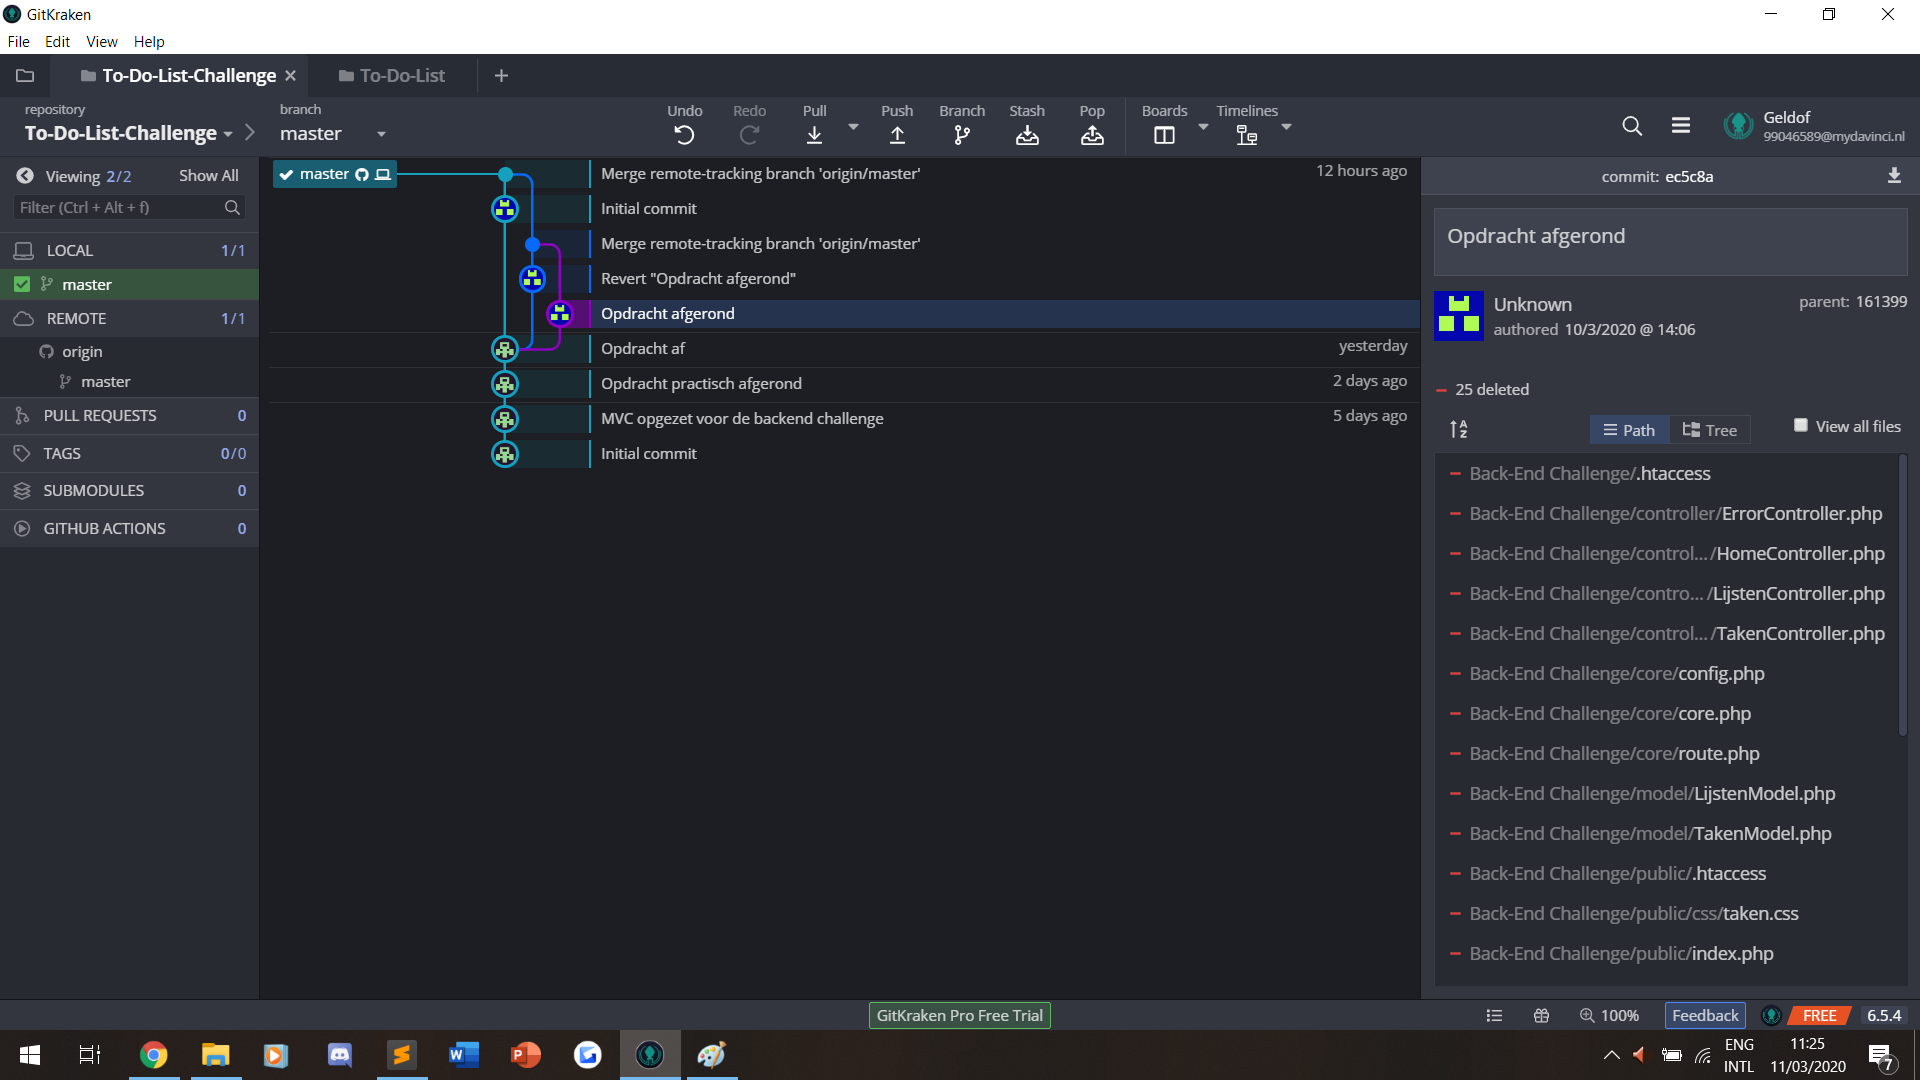 GitKraken
File Edit View Help
To-Do-List-Challenge To-Do-List
repository
To-Do-List-Challenge
branch
master
Undo Redo Pull Push Branch Stash Pop Boards Timelines
Geldof
99046589@mydavinci.nl
Viewing 2/2 Show All
Filter (Ctrl + Alt + f)
LOCAL 1/1
master
REMOTE 1/1
origin
master
PULL REQUESTS 0
TAGS 0/0
SUBMODULES 0
GITHUB ACTIONS 0
master
Merge remote-tracking branch 'origin/master' 12 hours ago
Initial commit
Merge remote-tracking branch 'origin/master'
Revert "Opdracht afgerond"
Opdracht afgerond
Opdracht af yesterday
Opdracht practisch afgerond 2 days ago
MVC opgezet voor de backend challenge 5 days ago
Initial commit
commit: ec5c8a
Opdracht afgerond
Unknown
authored 10/3/2020 @ 14:06
parent: 161399
25 deleted
Path Tree View all files
Back-End Challenge/.htaccess
Back-End Challenge/controller/ErrorController.php
Back-End Challenge/control... /HomeController.php
Back-End Challenge/contro... /LijstenController.php
Back-End Challenge/control... /TakenController.php
Back-End Challenge/core/config.php
Back-End Challenge/core/core.php
Back-End Challenge/core/route.php
Back-End Challenge/model/LijstenModel.php
Back-End Challenge/model/TakenModel.php
Back-End Challenge/public/.htaccess
Back-End Challenge/public/css/taken.css
Back-End Challenge/public/index.php
GitKraken Pro Free Trial
100% Feedback FREE 6.5.4
ENG
INTL
11:25
11/03/2020
7